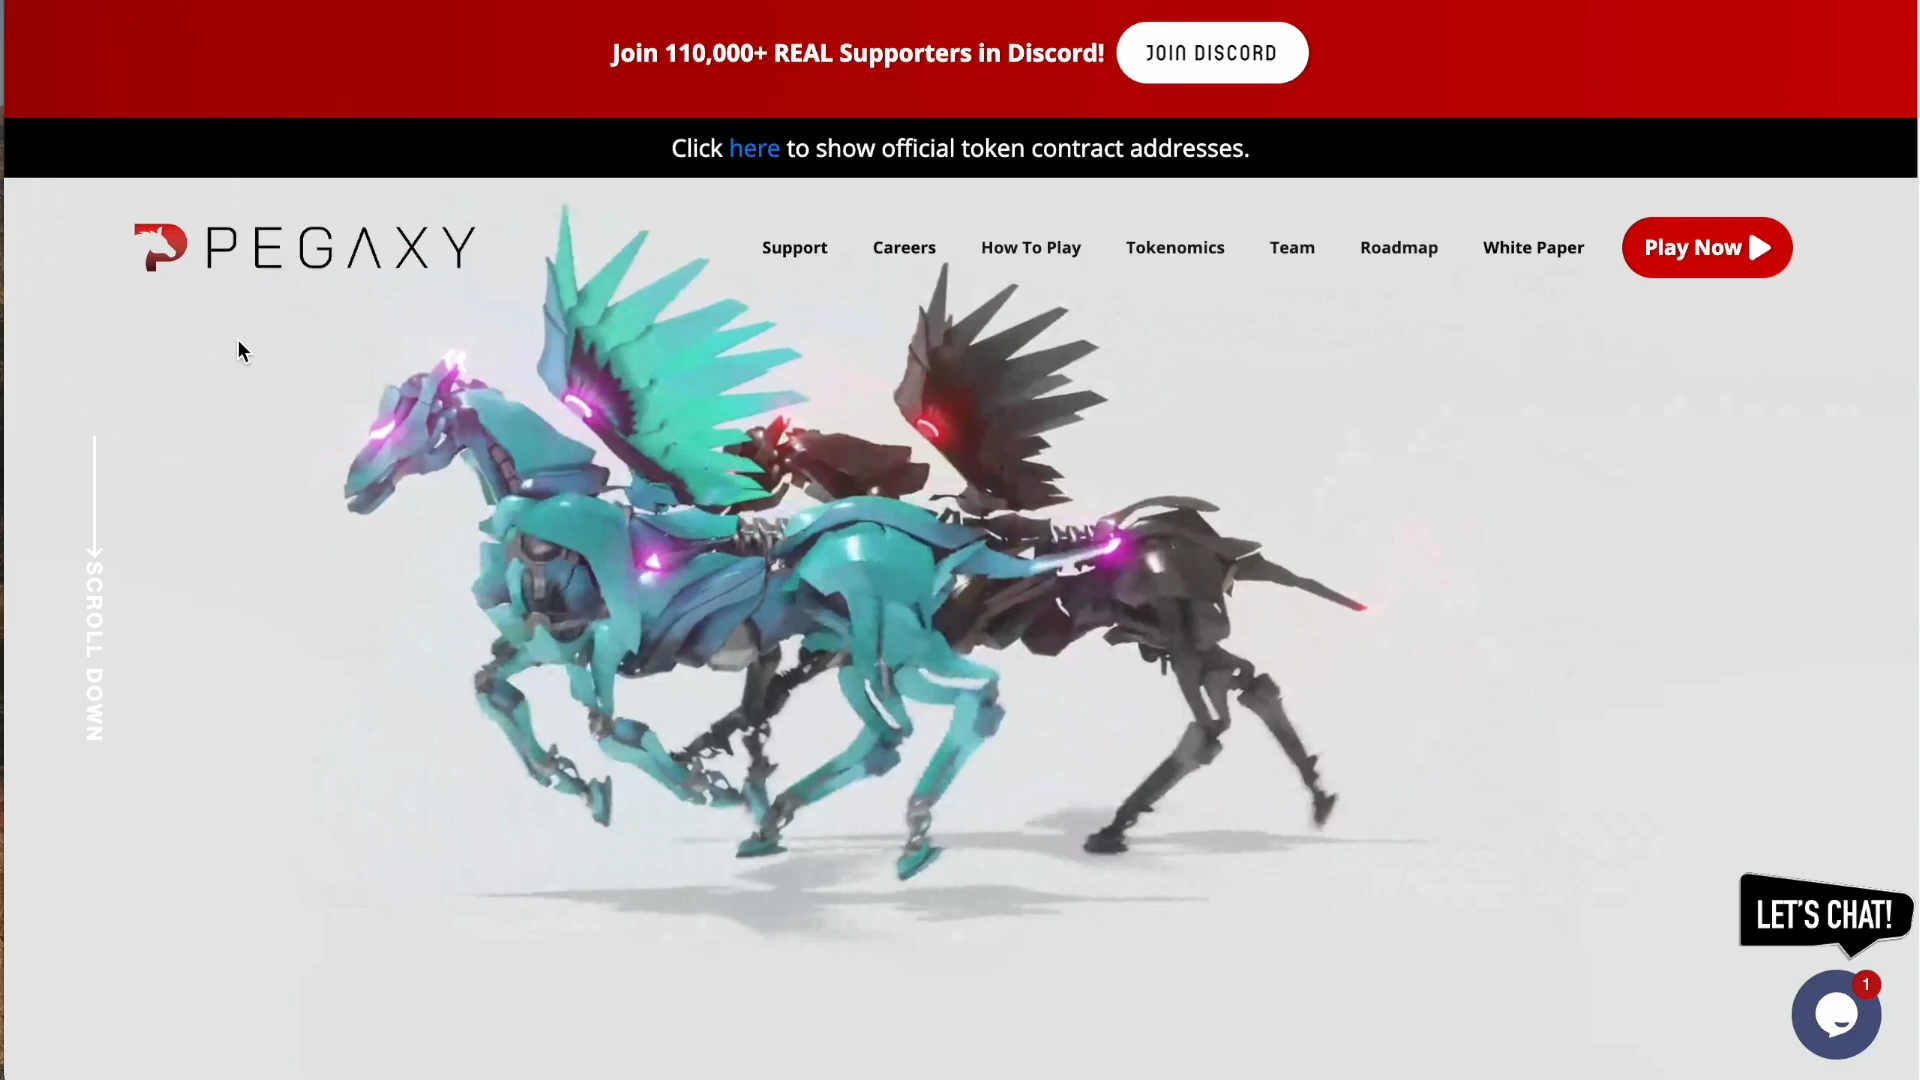 Join 110,000+ REAL Supporters in Discord! JOIN DISCORD
Click here to show official token contract addresses.
PEGAXY
Support Careers How To Play Tokenomics Team Roadmap White Paper Play Now
SCROLL DOWN
LET'S CHAT!
1